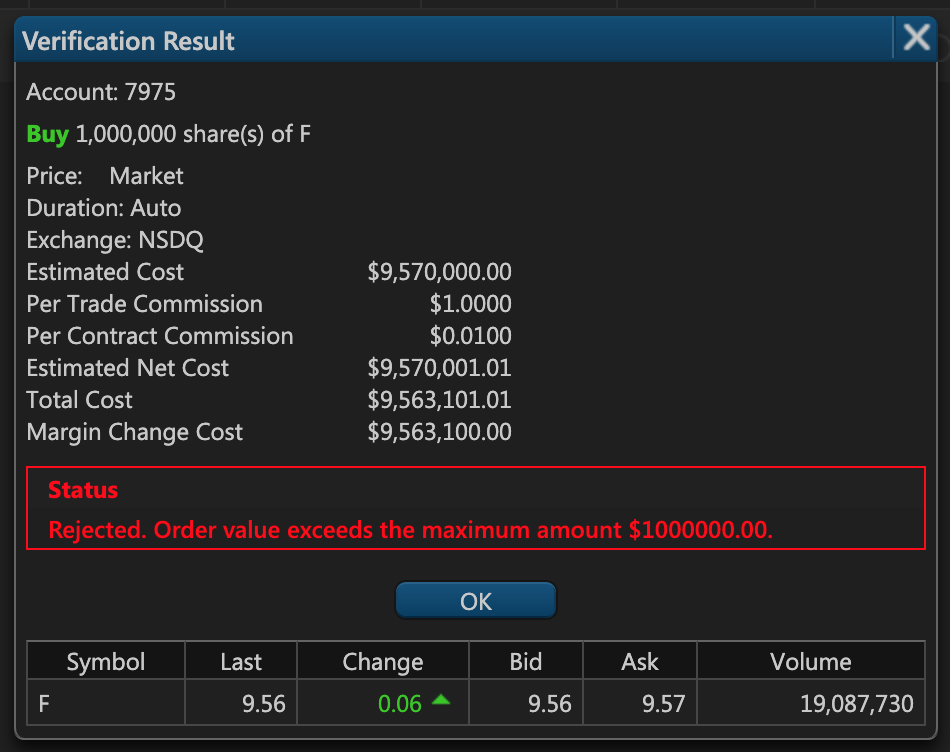 Verification Result
Account: 7975
Buy 1,000,000 share(s) of F
Price: Market
Duration: Auto
Exchange: NSDQ
Estimated Cost $9,570,000.00
Per Trade Commission $1.0000
Per Contract Commission $0.0100
Estimated Net Cost $9,570,001.01
Total Cost $9,563,101.01
Margin Change Cost $9,563,100.00
Status
Rejected. Order value exceeds the maximum amount $1000000.00.
OK
Symbol Last Change Bid Ask Volume
F 9.56 0.06 9.56 9.57 19,087,730